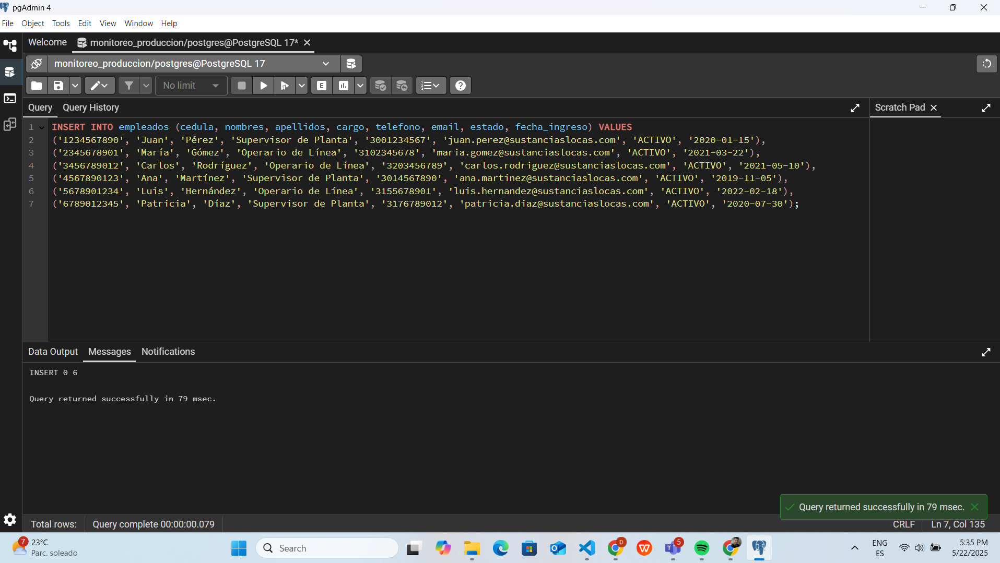 pgAdmin 4
File Object Tools Edit View Window Help
Welcome monitoreo_produccion/postgres@PostgreSQL 17*
monitoreo_produccion/postgres@PostgreSQL 17
No limit
Query Query History
Scratch Pad
1 INSERT INTO empleados (cedula, nombres, apellidos, cargo, telefono, email, estado, fecha_ingreso) VALUES
2 ('1234567890', 'Juan', 'Pérez', 'Supervisor de Planta', '3001234567', 'juan.perez@sustanciaslocas.com', 'ACTIVO', '2020-01-15'),
3 ('2345678901', 'María', 'Gómez', 'Operario de Línea', '3102345678', 'maria.gomez@sustanciaslocas.com', 'ACTIVO', '2021-03-22'),
4 ('3456789012', 'Carlos', 'Rodríguez', 'Operario de Línea', '3203456789', 'carlos.rodriguez@sustanciaslocas.com', 'ACTIVO', '2021-05-10'),
5 ('4567890123', 'Ana', 'Martínez', 'Supervisor de Planta', '3014567890', 'ana.martinez@sustanciaslocas.com', 'ACTIVO', '2019-11-05'),
6 ('5678901234', 'Luis', 'Hernández', 'Operario de Línea', '3155678901', 'luis.hernandez@sustanciaslocas.com', 'ACTIVO', '2022-02-18'),
7 ('6789012345', 'Patricia', 'Díaz', 'Supervisor de Planta', '3176789012', 'patricia.diaz@sustanciaslocas.com', 'ACTIVO', '2020-07-30');
Data Output Messages Notifications
INSERT 0 6
Query returned successfully in 79 msec.
Query returned successfully in 79 msec.
Total rows: Query complete 00:00:00.079
CRLF Ln 7, Col 135
7
23°C
Parc. soleado
Search
D
5
ENG
ES
5:35 PM
5/22/2025